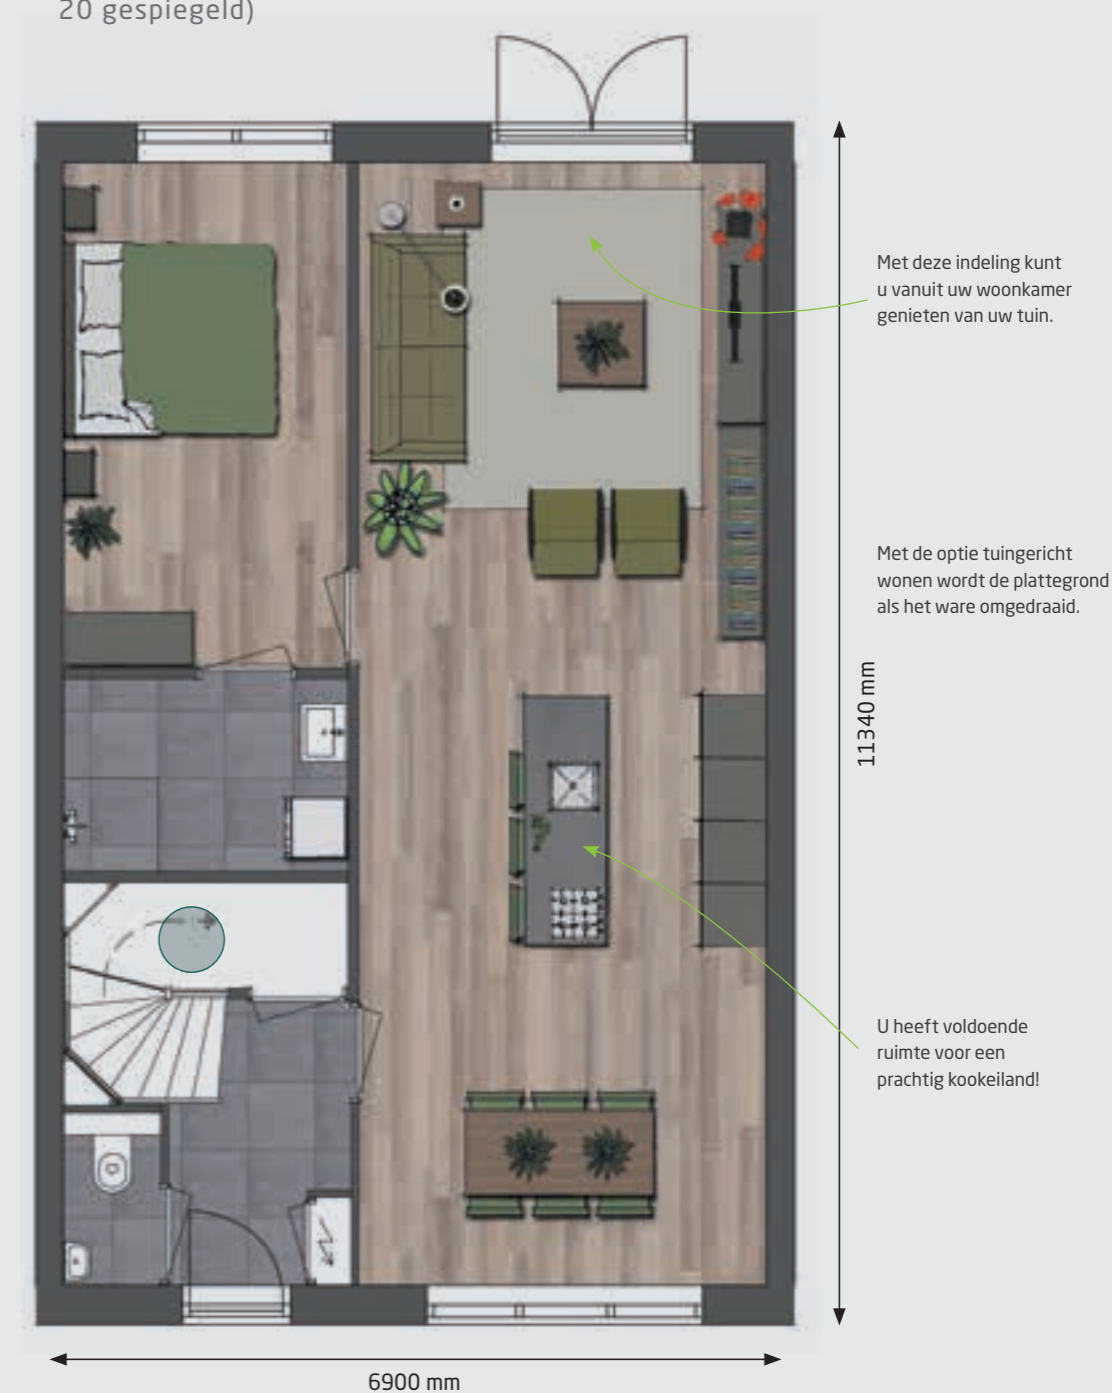 20 gespiegeld)
Met deze indeling kunt
u vanuit uw woonkamer
genieten van uw tuin.
Met de optie tuingericht
wonen wordt de plattegrond
als het ware omgedraaid.
11340 mm
U heeft voldoende
ruimte voor een
prachtig kookeiland!
6900 mm